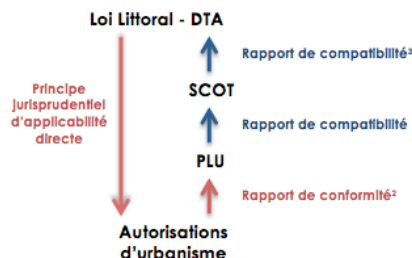 Loi Littoral - DTA
Principe
jurisprudentiel
d'applicabilité
directe
Rapport de compatibilité³
SCOT
Rapport de compatibilité
PLU
Rapport de conformité²
Autorisations
d'urbanisme